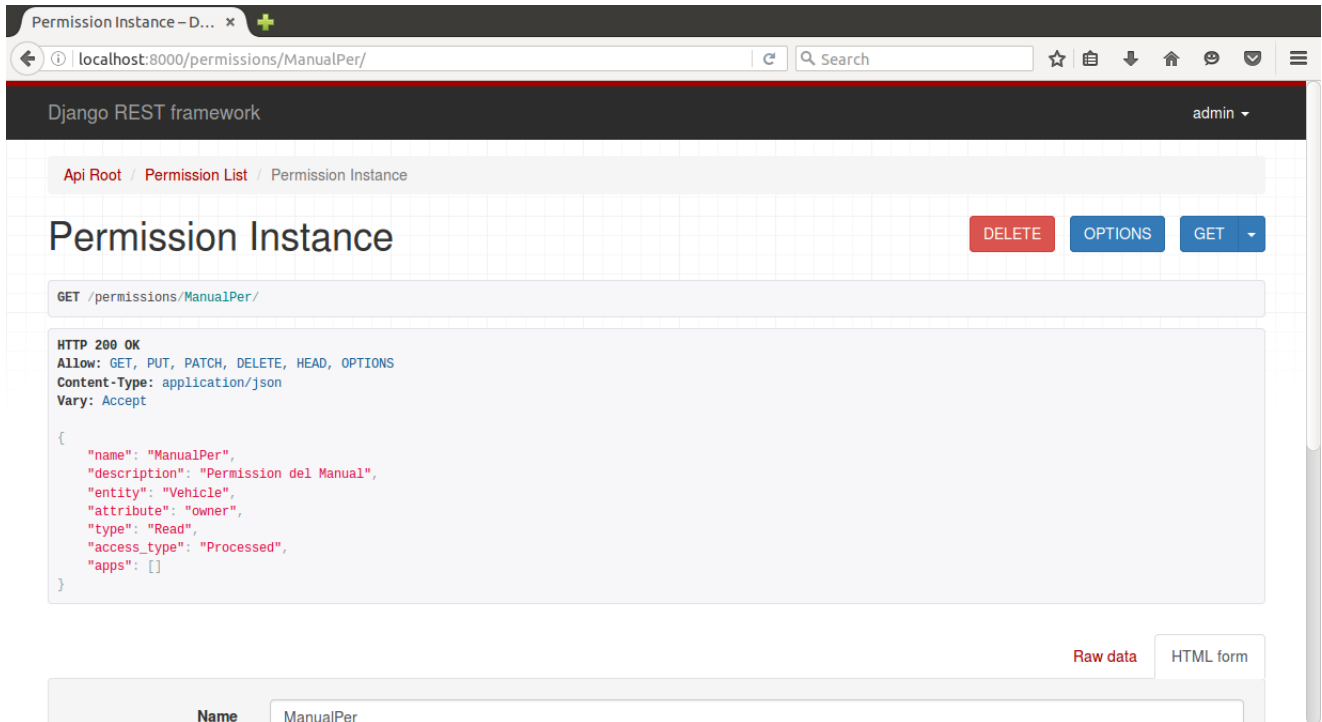 Permission Instance – D...
localhost:8000/permissions/ManualPer/
Search
Django REST framework
admin
Api Root / Permission List / Permission Instance
Permission Instance
DELETE
OPTIONS
GET
GET /permissions/ManualPer/
HTTP 200 OK
Allow: GET, PUT, PATCH, DELETE, HEAD, OPTIONS
Content-Type: application/json
Vary: Accept
{
    "name": "ManualPer",
    "description": "Permission del Manual",
    "entity": "Vehicle",
    "attribute": "owner",
    "type": "Read",
    "access_type": "Processed",
    "apps": []
}
Raw data
HTML form
Name
ManualPer